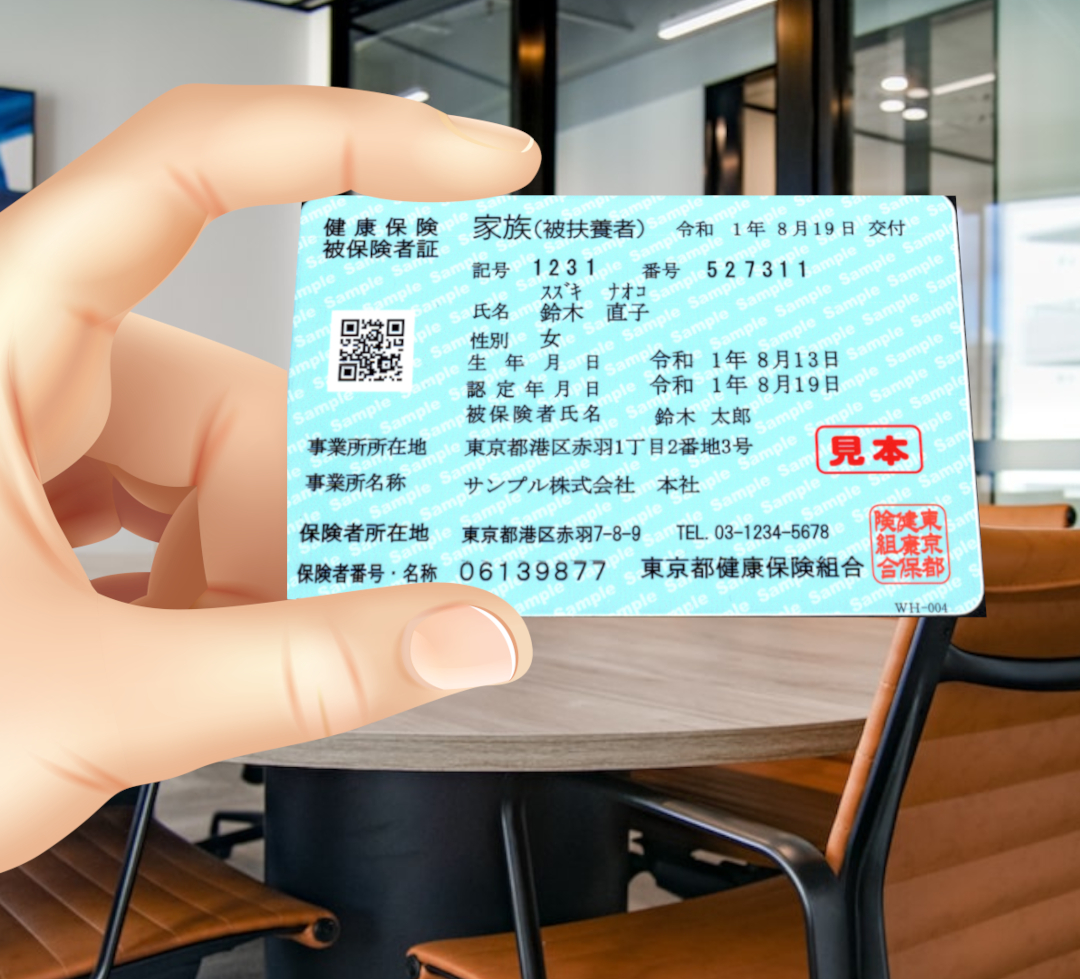 健康保険
被保険者証
家族(被扶養者) 令和 1年 8月19日 交付
記号 1231 番号 527311
スズキ ナオコ
氏名 鈴木 直子
性別 女
生年月日 令和 1年 8月13日
認定年月日 令和 1年 8月19日
被保険者氏名 鈴木 太郎
事業所所在地 東京都港区赤羽1丁目2番地3号
見本
事業所名称 サンプル株式会社 本社
保険者所在地 東京都港区赤羽7-8-9 TEL. 03-1234-5678
保険者番号・名称 06139877 東京都健康保険組合
東京都
健康保
険組合
WH-004
Sample